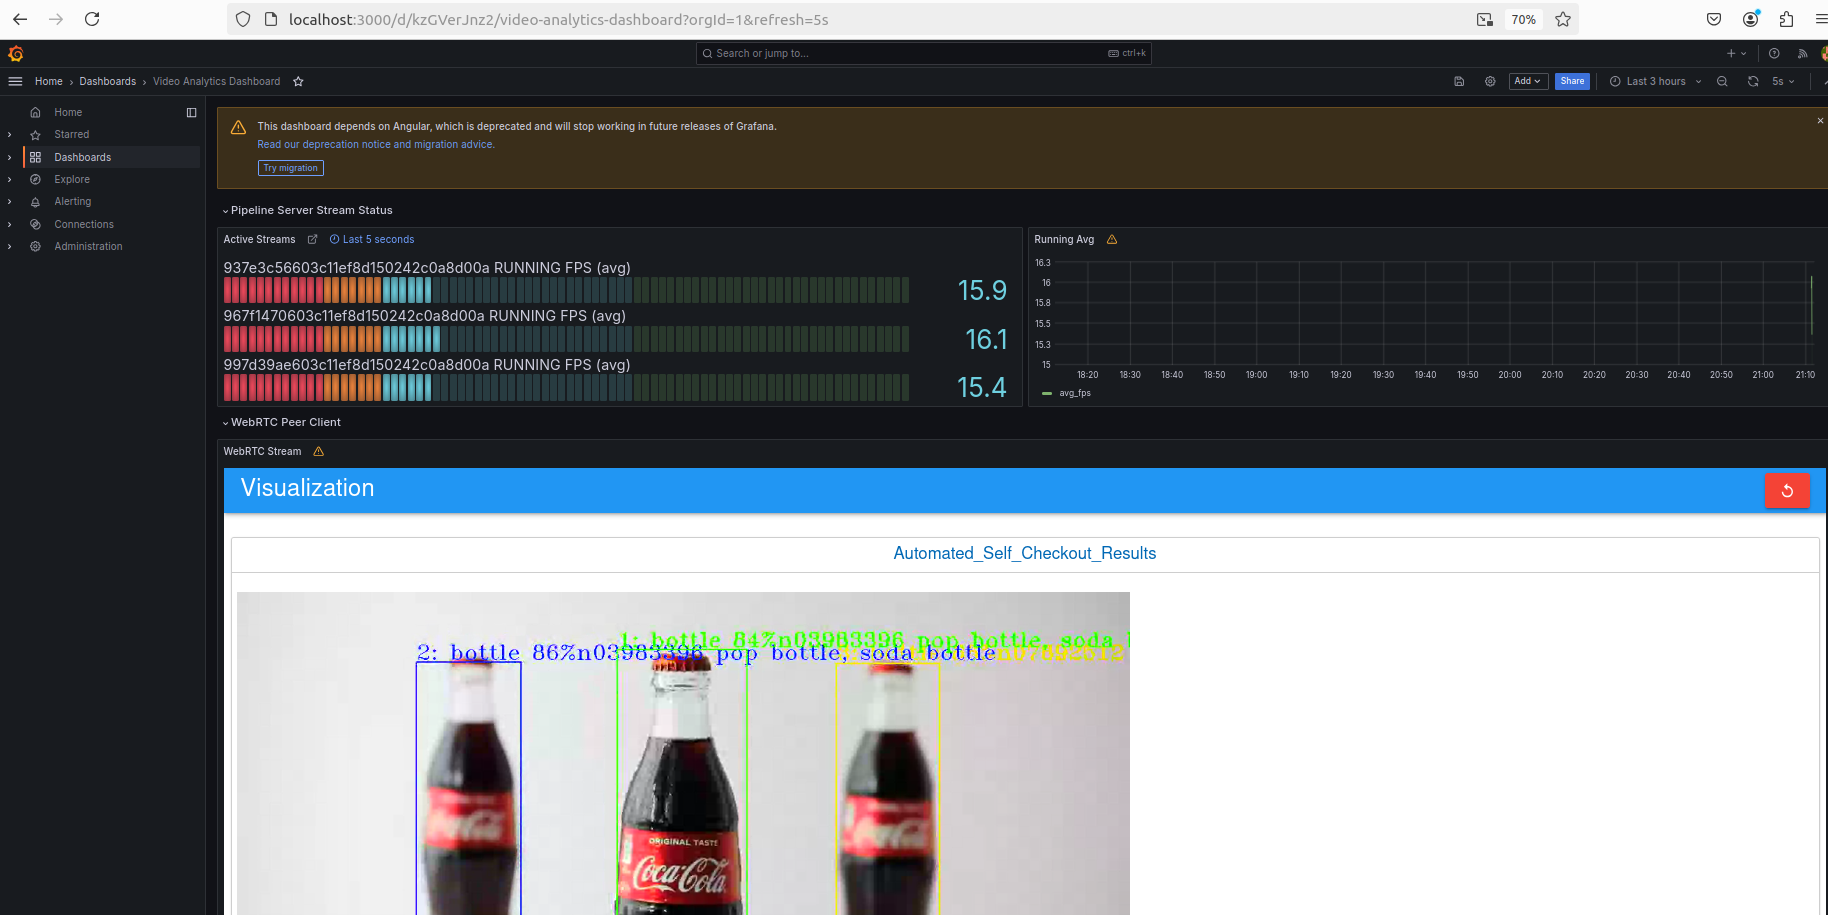 localhost:3000/d/kzGVerJnz2/video-analytics-dashboard?orgId=1&refresh=5s
70%
Search or jump to...
ctrl+k
Home › Dashboards › Video Analytics Dashboard
Add
Share
Last 3 hours
5s
Home
Starred
Dashboards
Explore
Alerting
Connections
Administration
This dashboard depends on Angular, which is deprecated and will stop working in future releases of Grafana.
Read our deprecation notice and migration advice.
Try migration
Pipeline Server Stream Status
Active Streams
Last 5 seconds
937e3c56603c11ef8d150242c0a8d00a RUNNING FPS (avg)
15.9
967f1470603c11ef8d150242c0a8d00a RUNNING FPS (avg)
16.1
997d39ae603c11ef8d150242c0a8d00a RUNNING FPS (avg)
15.4
Running Avg
16.3
16
15.8
15.5
15.3
15
18:20 18:30 18:40 18:50 19:00 19:10 19:20 19:30 19:40 19:50 20:00 20:10 20:20 20:30 20:40 20:50 21:00 21:10
avg_fps
WebRTC Peer Client
WebRTC Stream
Visualization
Automated_Self_Checkout_Results
1: bottle 84%n03983396 pop bottle, soda
2: bottle 86%n03983396 pop bottle, soda bottle
ORIGINAL TASTE
Coca-Cola